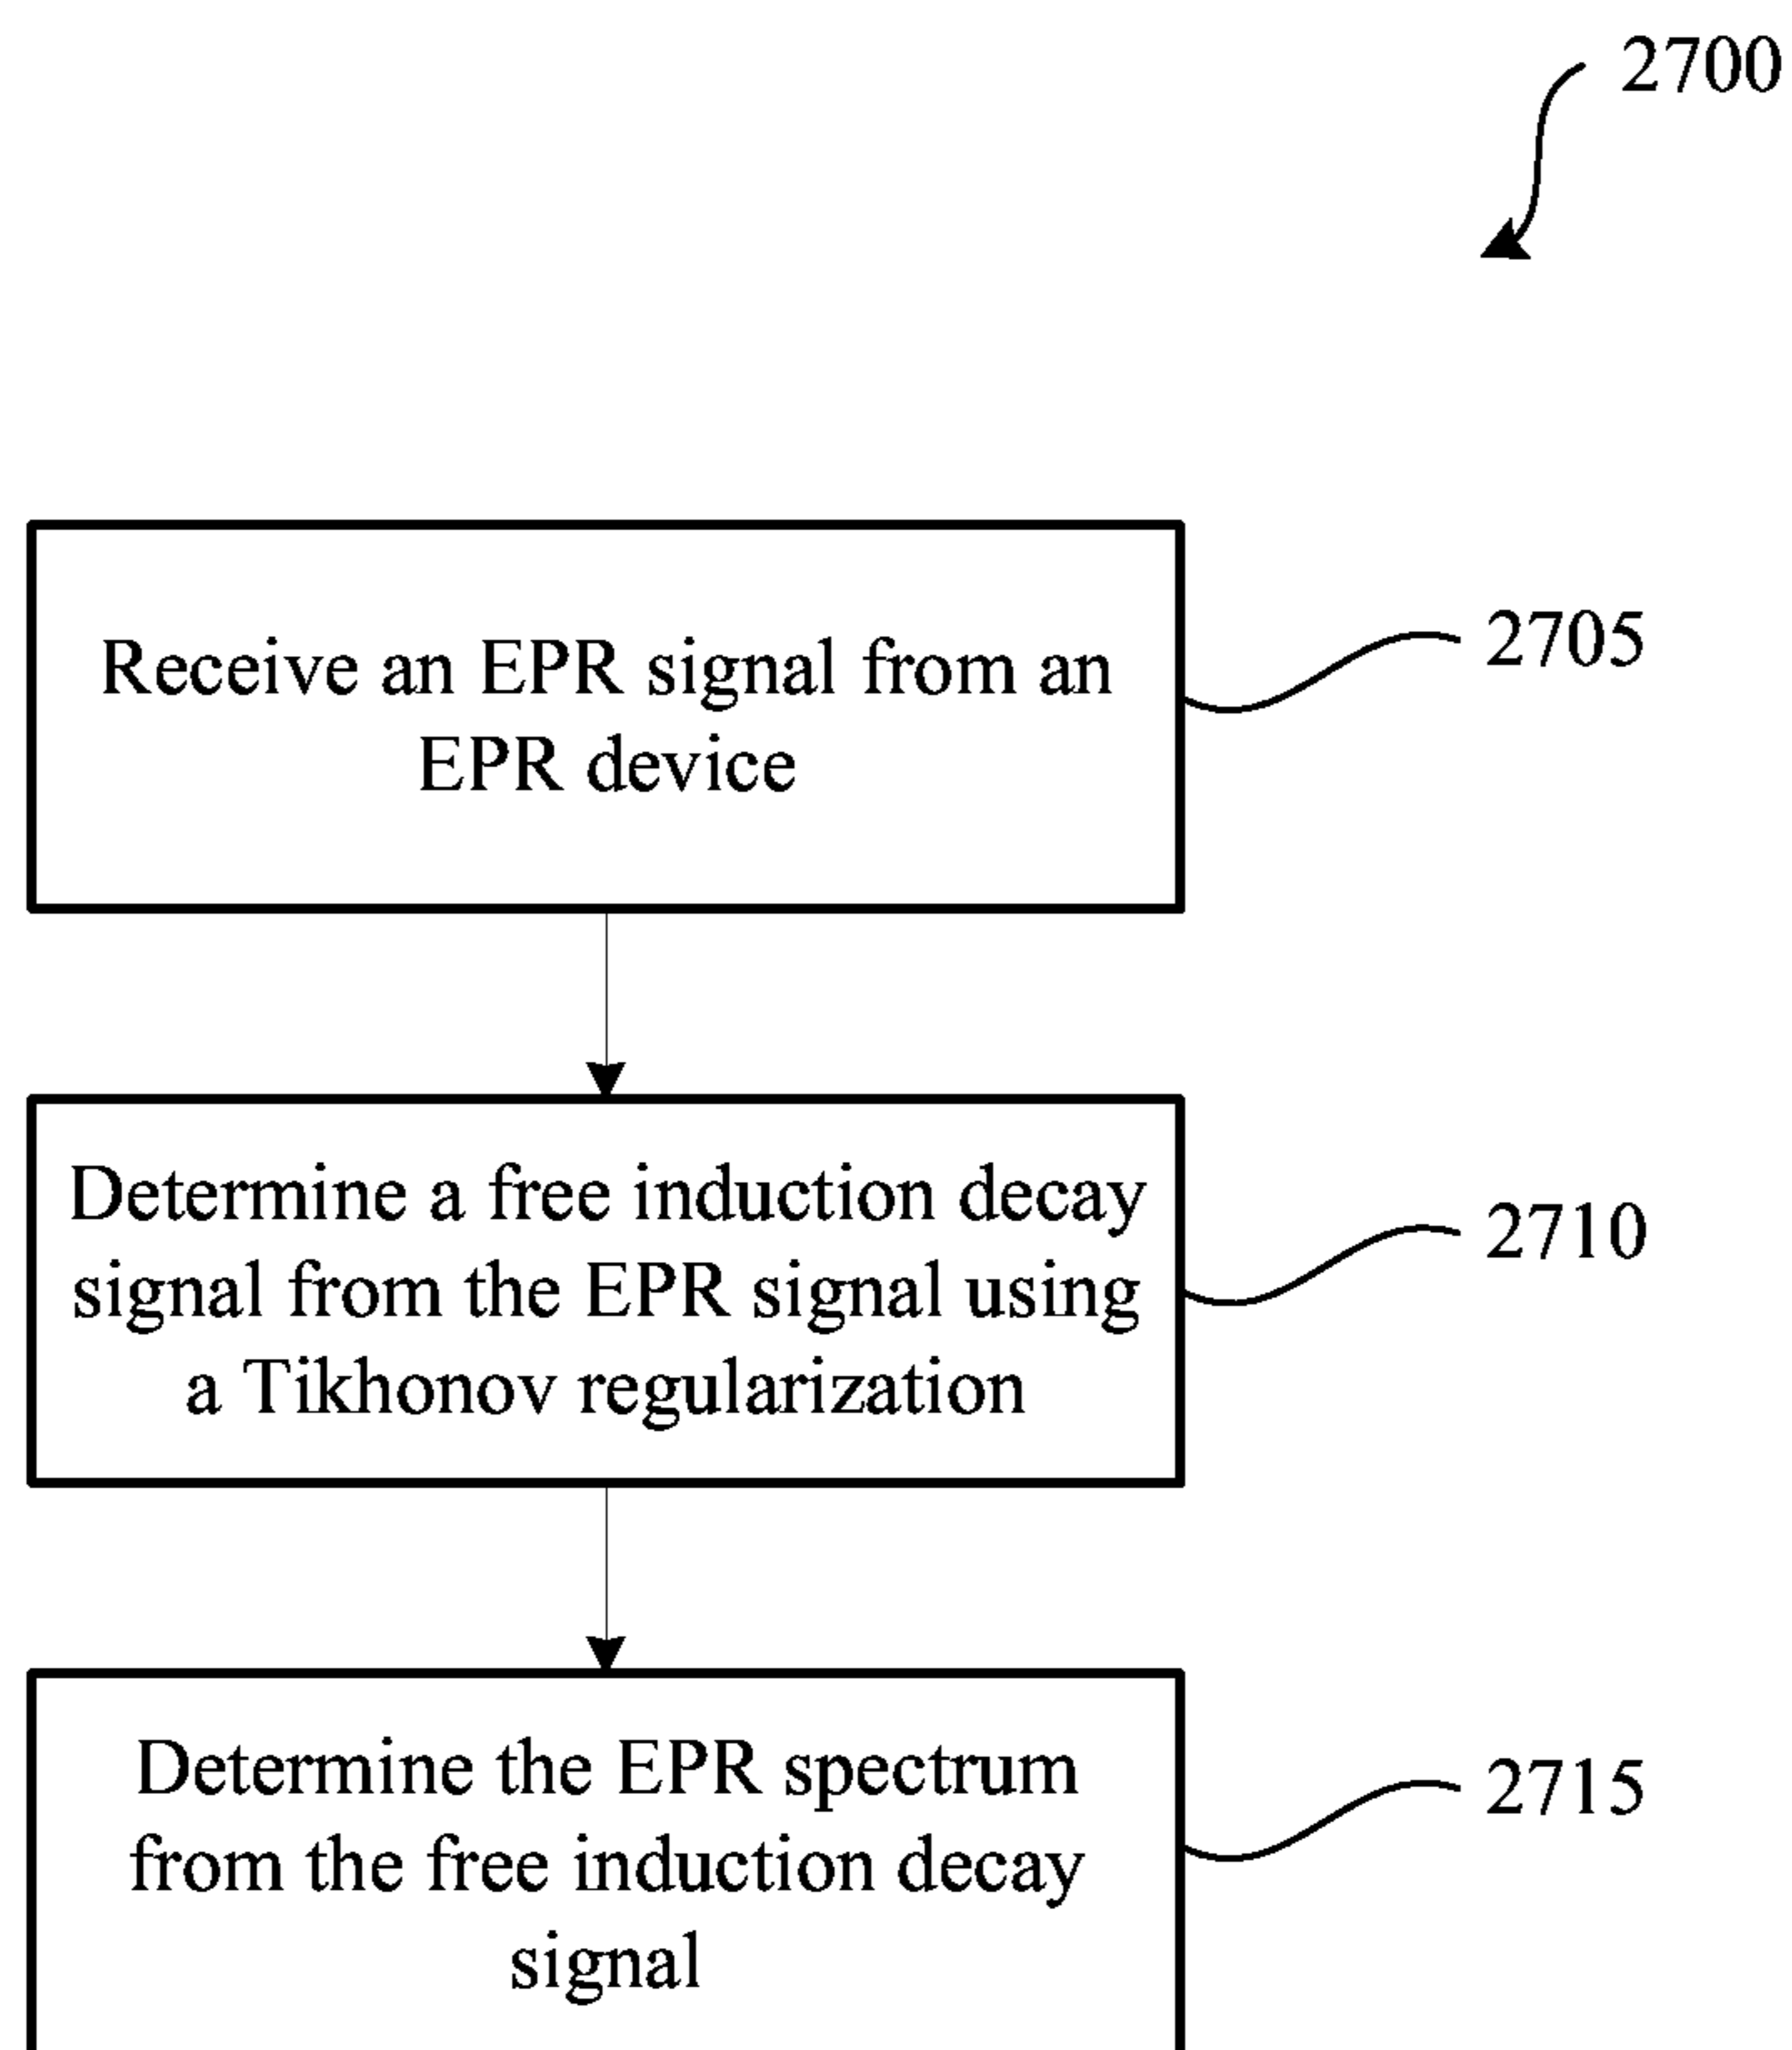 2700
Receive an EPR signal from an
EPR device
2705
Determine a free induction decay
signal from the EPR signal using
a Tikhonov regularization
2710
Determine the EPR spectrum
from the free induction decay
signal
2715